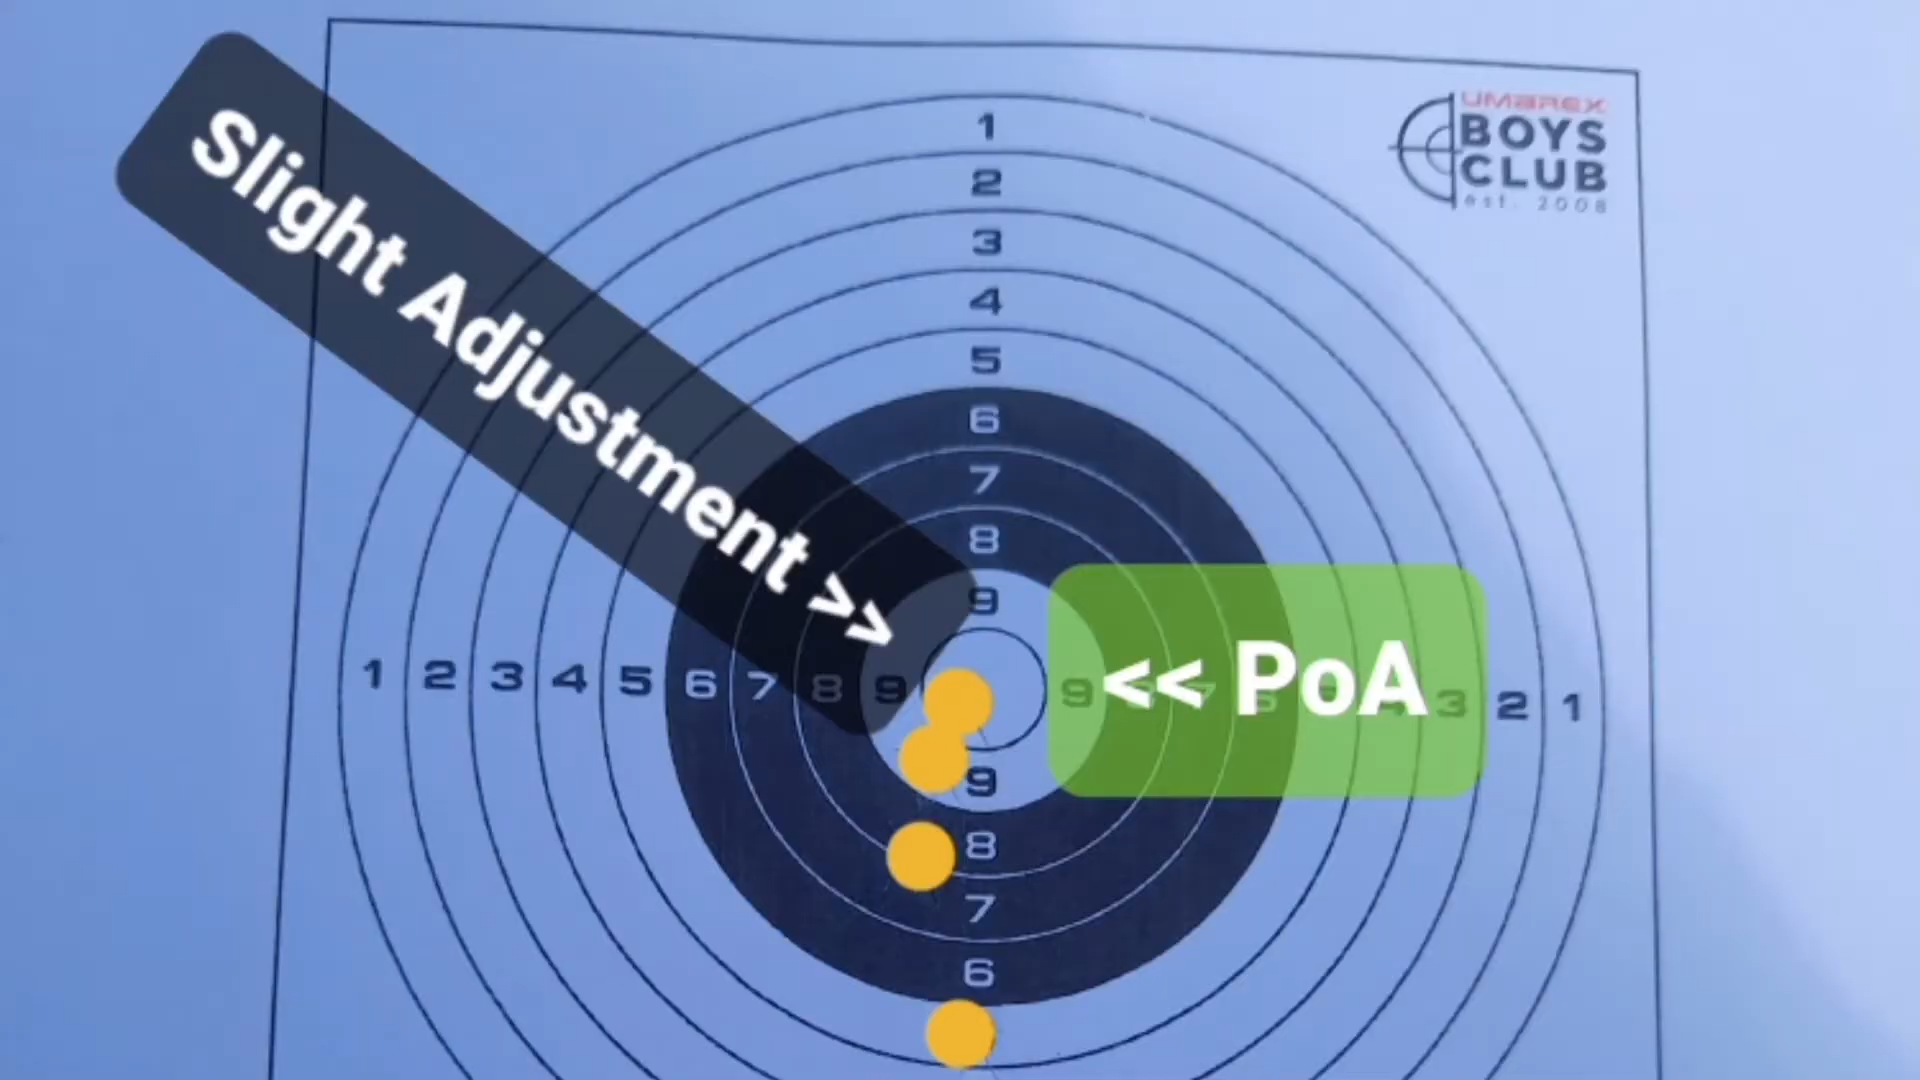 UMAREX
BOYS
CLUB
est. 2008
Slight Adjustment >>
1
2
3
4
5
6
7
8
9
1 2 3 4 5 6 7 8 9
9
<< PoA
3 2 1
9
8
7
6